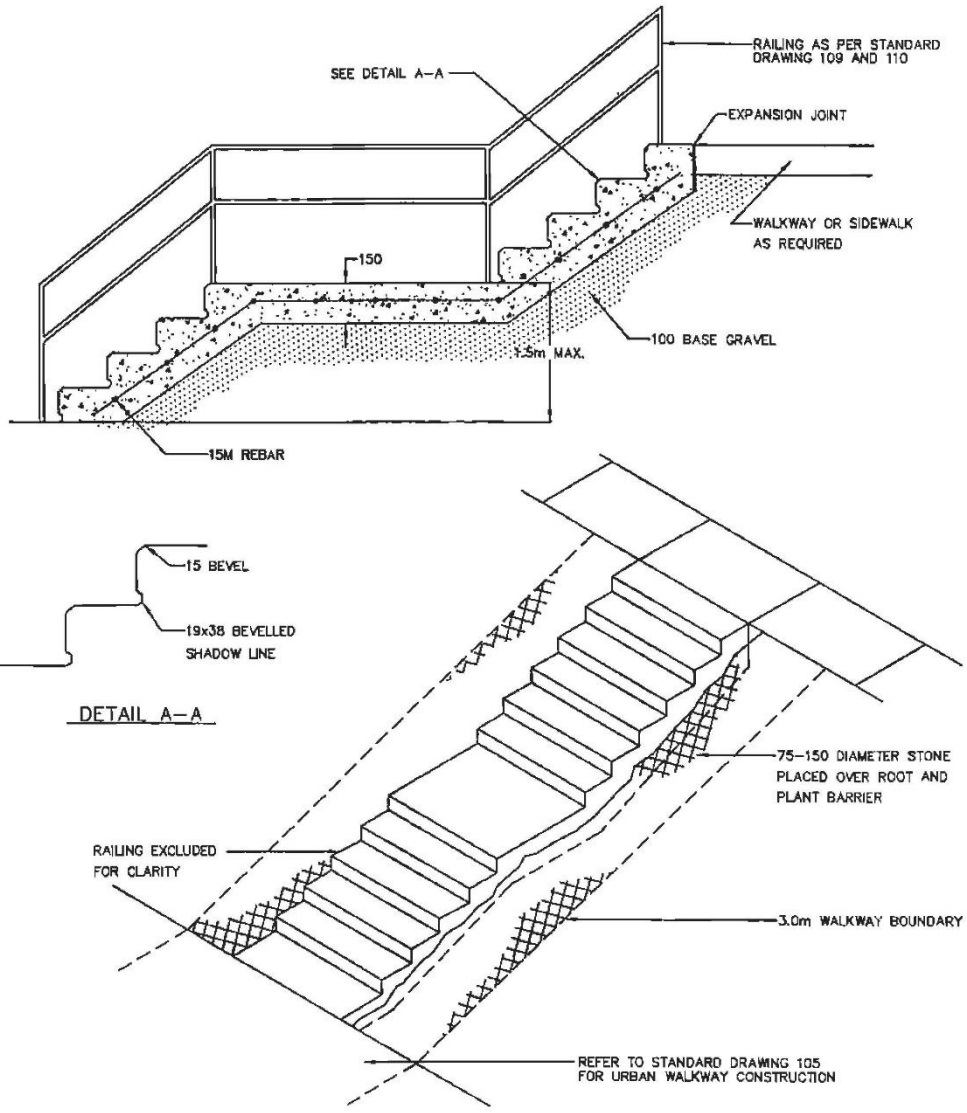 RAILING AS PER STANDARD
DRAWING 109 AND 110
SEE DETAIL A-A
EXPANSION JOINT
WALKWAY OR SIDEWALK
AS REQUIRED
150
100 BASE GRAVEL
1.5m MAX.
15M REBAR
15 BEVEL
19x38 BEVELLED
SHADOW LINE
DETAIL A-A
75-150 DIAMETER STONE
PLACED OVER ROOT AND
PLANT BARRIER
RAILING EXCLUDED
FOR CLARITY
3.0m WALKWAY BOUNDARY
REFER TO STANDARD DRAWING 105
FOR URBAN WALKWAY CONSTRUCTION